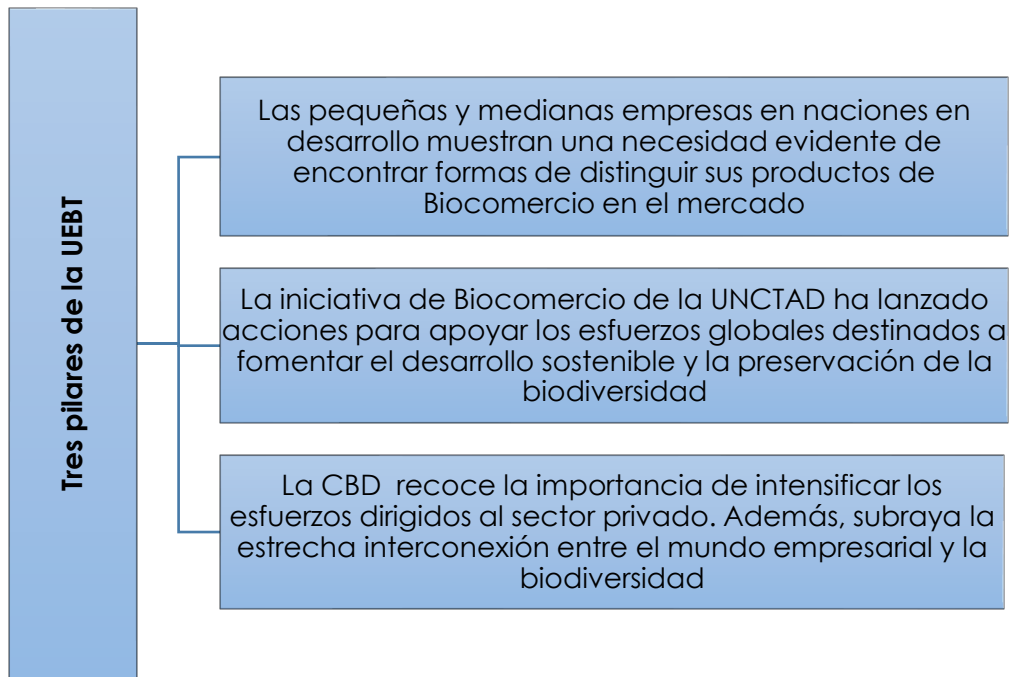 Tres pilares de la UEBT
Las pequeñas y medianas empresas en naciones en
desarrollo muestran una necesidad evidente de
encontrar formas de distinguir sus productos de
Biocomercio en el mercado
La iniciativa de Biocomercio de la UNCTAD ha lanzado
acciones para apoyar los esfuerzos globales destinados a
fomentar el desarrollo sostenible y la preservación de la
biodiversidad
La CBD recoce la importancia de intensificar los
esfuerzos dirigidos al sector privado. Además, subraya la
estrecha interconexión entre el mundo empresarial y la
biodiversidad